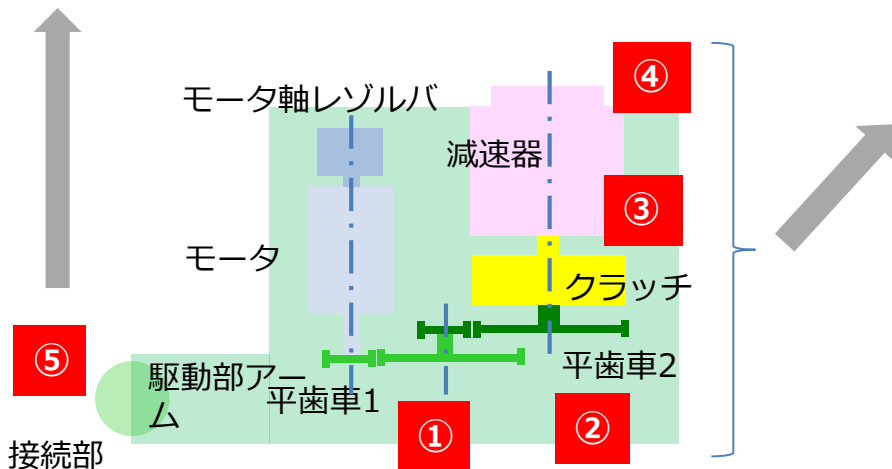 ④
モータ軸レゾルバ
減速器
③
モータ
クラッチ
⑤
駆動部アー
ム
平歯車1
平歯車2
①
②
接続部